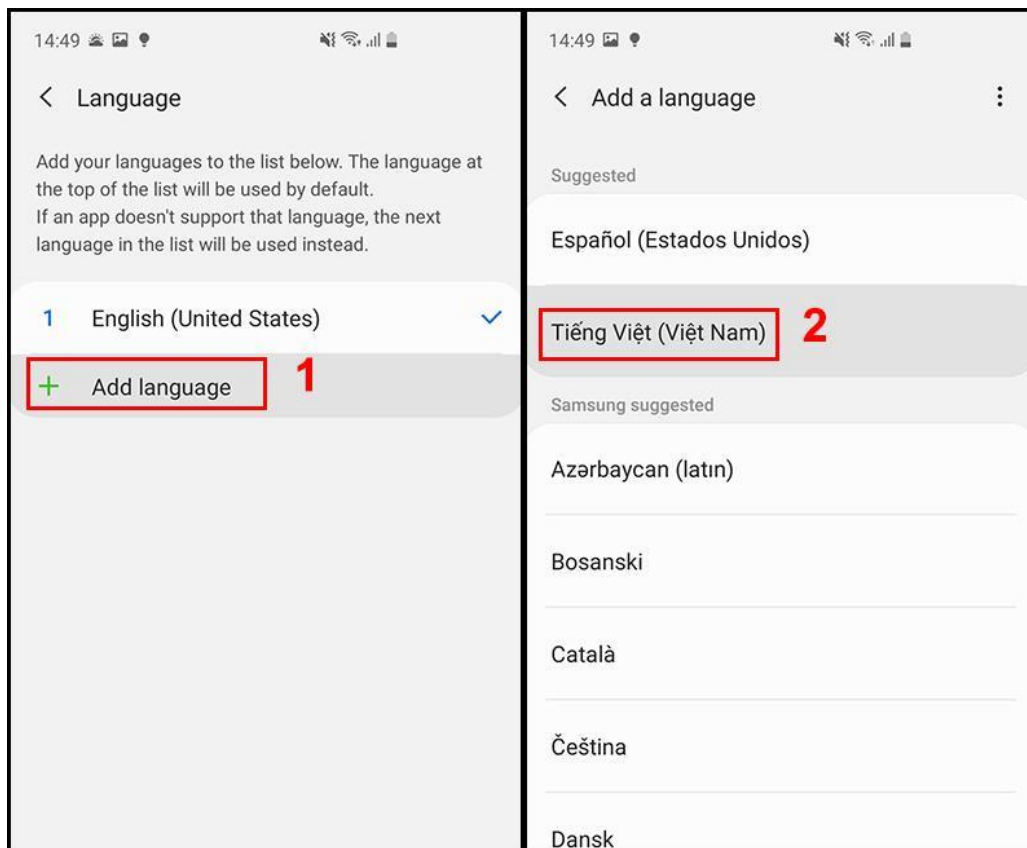 14:49
Language
Add your languages to the list below. The language at
the top of the list will be used by default.
If an app doesn't support that language, the next
language in the list will be used instead.
1 English (United States)
+ Add language 1
14:49
Add a language
Suggested
Español (Estados Unidos)
Tiếng Việt (Việt Nam) 2
Samsung suggested
Azərbaycan (latın)
Bosanski
Català
Čeština
Dansk